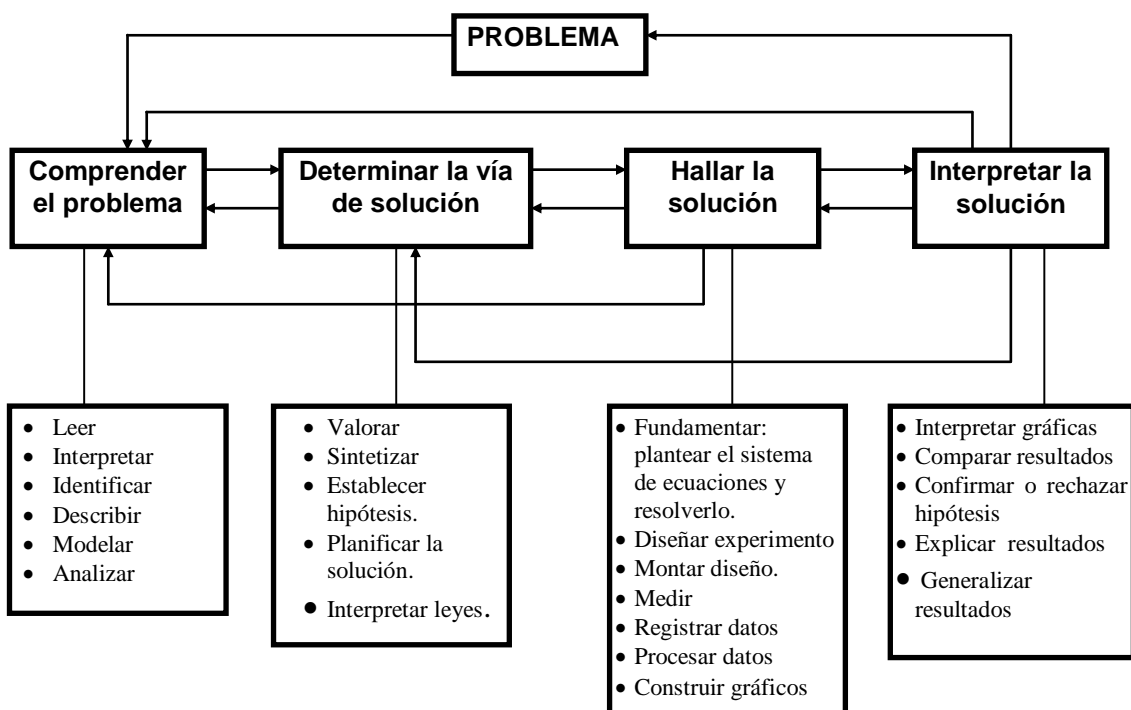 PROBLEMA
Comprender
el problema
Determinar la vía
de solución
Hallar la
solución
Interpretar la
solución
• Leer
• Interpretar
• Identificar
• Describir
• Modelar
• Analizar
• Valorar
• Sintetizar
• Establecer
hipótesis.
• Planificar la
solución.
• Interpretar leyes.
• Fundamentar:
plantear el sistema
de ecuaciones y
resolverlo.
• Diseñar experimento
• Montar diseño.
• Medir
• Registrar datos
• Procesar datos
• Construir gráficos
• Interpretar gráficas
• Comparar resultados
• Confirmar o rechazar
hipótesis
• Explicar resultados
• Generalizar
resultados